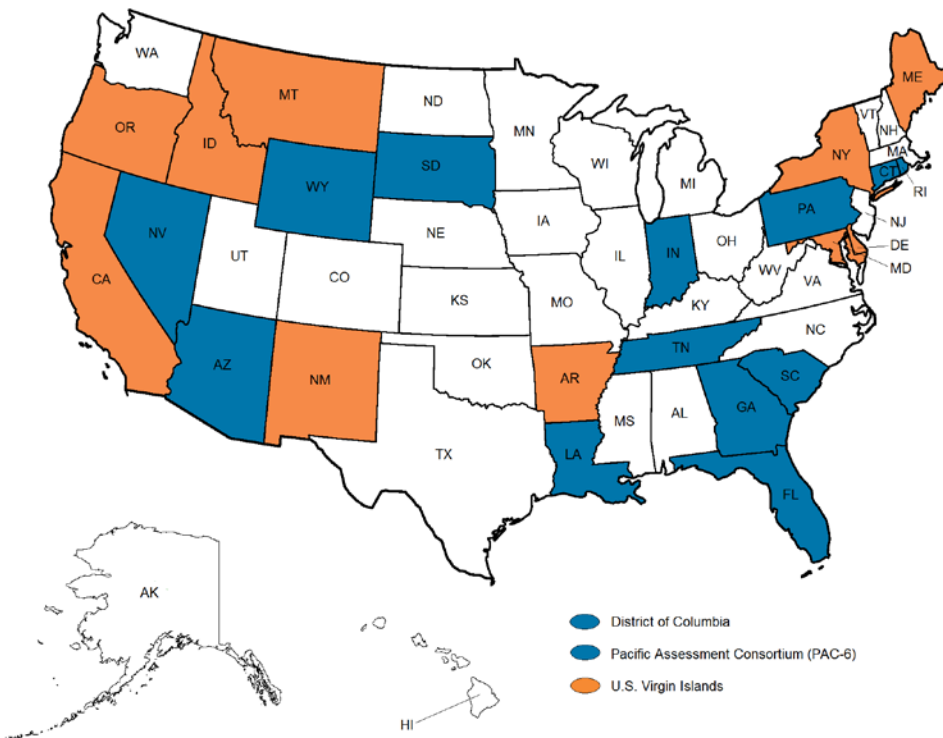 WA
MT
ND
MN
ME
VT
NH
OR
ID
SD
WI
NY
MA
CT
RI
WY
MI
NV
NE
IA
PA
NJ
UT
IL
IN
OH
DE
CA
CO
WV
MD
KS
MO
VA
KY
NC
AZ
NM
OK
AR
TN
SC
GA
TX
MS
AL
LA
FL
AK
HI
District of Columbia
Pacific Assessment Consortium (PAC-6)
U.S. Virgin Islands